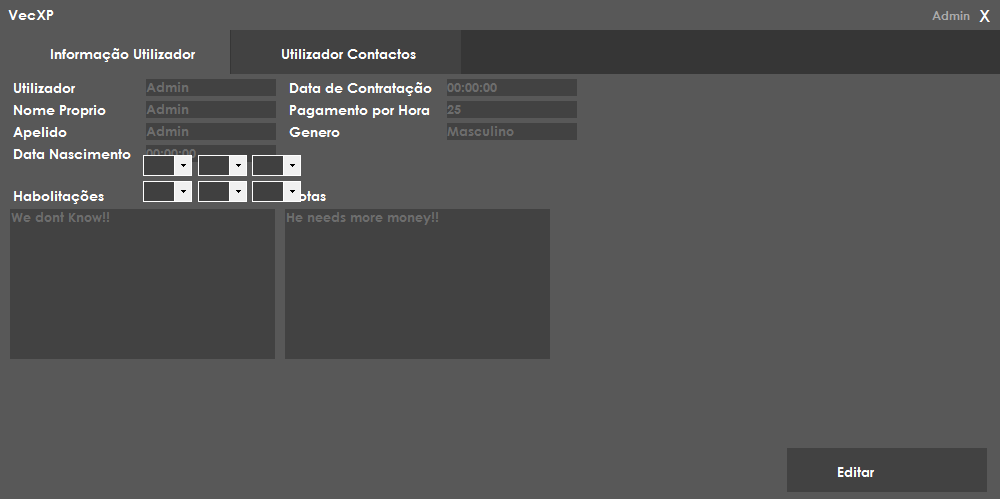 VecXP
Admin X
Informação Utilizador Utilizador Contactos
Utilizador Admin Data de Contratação 00:00:00
Nome Proprio Admin Pagamento por Hora 25
Apelido Admin Genero Masculino
Data Nascimento 00:00:00
Habolitações otas
We dont Know!! He needs more money!!
Editar